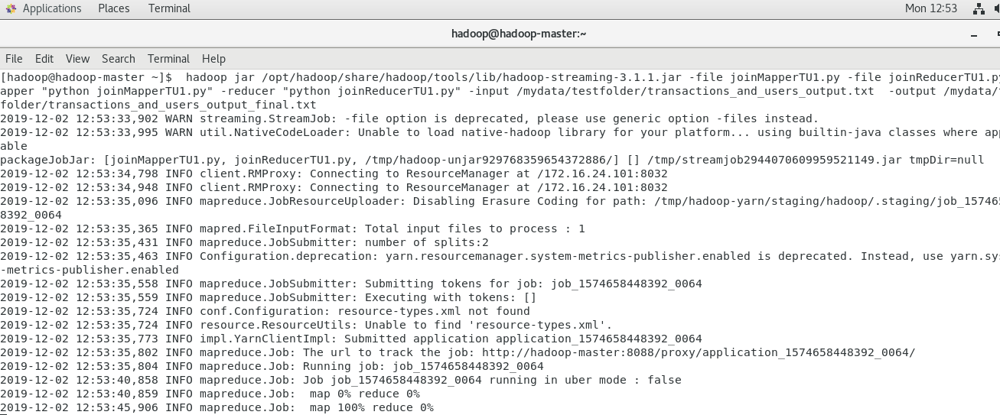 Applications Places Terminal Mon 12:53
hadoop@hadoop-master:~
File Edit View Search Terminal Help
[hadoop@hadoop-master ~]$ hadoop jar /opt/hadoop/share/hadoop/tools/lib/hadoop-streaming-3.1.1.jar -file joinMapperTU1.py -file joinReducerTU1.py
apper "python joinMapperTU1.py" -reducer "python joinReducerTU1.py" -input /mydata/testfolder/transactions_and_users_output.txt -output /mydata/t
folder/transactions_and_users_output_final.txt
2019-12-02 12:53:33,902 WARN streaming.StreamJob: -file option is deprecated, please use generic option -files instead.
2019-12-02 12:53:33,995 WARN util.NativeCodeLoader: Unable to load native-hadoop library for your platform... using builtin-java classes where app
able
packageJobJar: [joinMapperTU1.py, joinReducerTU1.py, /tmp/hadoop-unjar929768359654372886/] [] /tmp/streamjob2944070609959521149.jar tmpDir=null
2019-12-02 12:53:34,798 INFO client.RMProxy: Connecting to ResourceManager at /172.16.24.101:8032
2019-12-02 12:53:34,948 INFO client.RMProxy: Connecting to ResourceManager at /172.16.24.101:8032
2019-12-02 12:53:35,096 INFO mapreduce.JobResourceUploader: Disabling Erasure Coding for path: /tmp/hadoop-yarn/staging/hadoop/.staging/job_15746
8392_0064
2019-12-02 12:53:35,365 INFO mapred.FileInputFormat: Total input files to process : 1
2019-12-02 12:53:35,431 INFO mapreduce.JobSubmitter: number of splits:2
2019-12-02 12:53:35,463 INFO Configuration.deprecation: yarn.resourcemanager.system-metrics-publisher.enabled is deprecated. Instead, use yarn.sys
-metrics-publisher.enabled
2019-12-02 12:53:35,558 INFO mapreduce.JobSubmitter: Submitting tokens for job: job_1574658448392_0064
2019-12-02 12:53:35,559 INFO mapreduce.JobSubmitter: Executing with tokens: []
2019-12-02 12:53:35,724 INFO conf.Configuration: resource-types.xml not found
2019-12-02 12:53:35,724 INFO resource.ResourceUtils: Unable to find 'resource-types.xml'.
2019-12-02 12:53:35,773 INFO impl.YarnClientImpl: Submitted application application_1574658448392_0064
2019-12-02 12:53:35,802 INFO mapreduce.Job: The url to track the job: http://hadoop-master:8088/proxy/application_1574658448392_0064/
2019-12-02 12:53:35,804 INFO mapreduce.Job: Running job: job_1574658448392_0064
2019-12-02 12:53:40,858 INFO mapreduce.Job: Job job_1574658448392_0064 running in uber mode : false
2019-12-02 12:53:40,859 INFO mapreduce.Job: map 0% reduce 0%
2019-12-02 12:53:45,906 INFO mapreduce.Job: map 100% reduce 0%